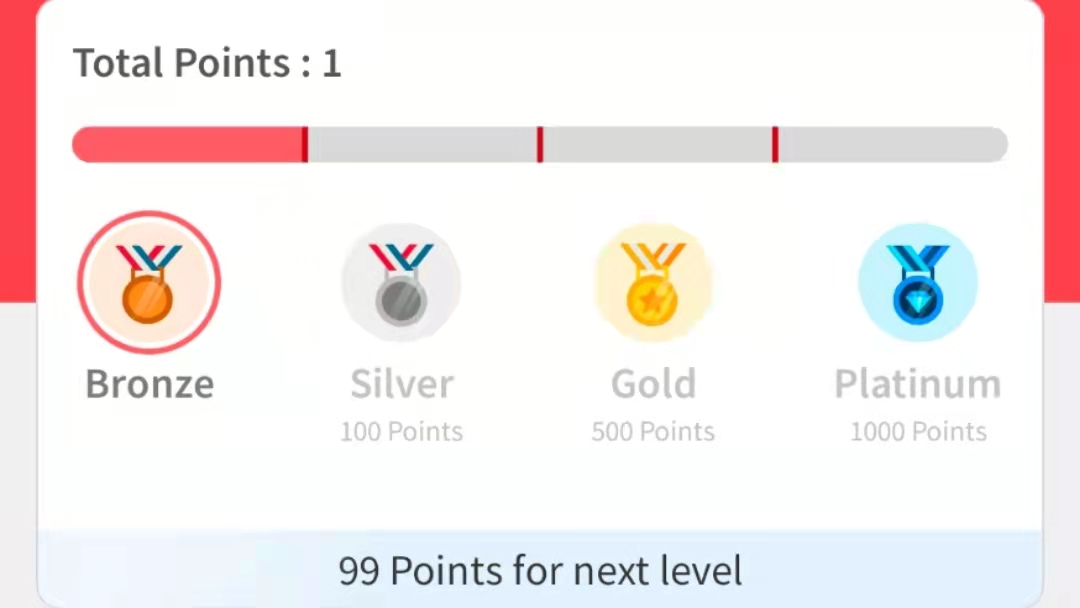 Total Points : 1
Bronze
Silver
Gold
Platinum
100 Points
500 Points
1000 Points
99 Points for next level